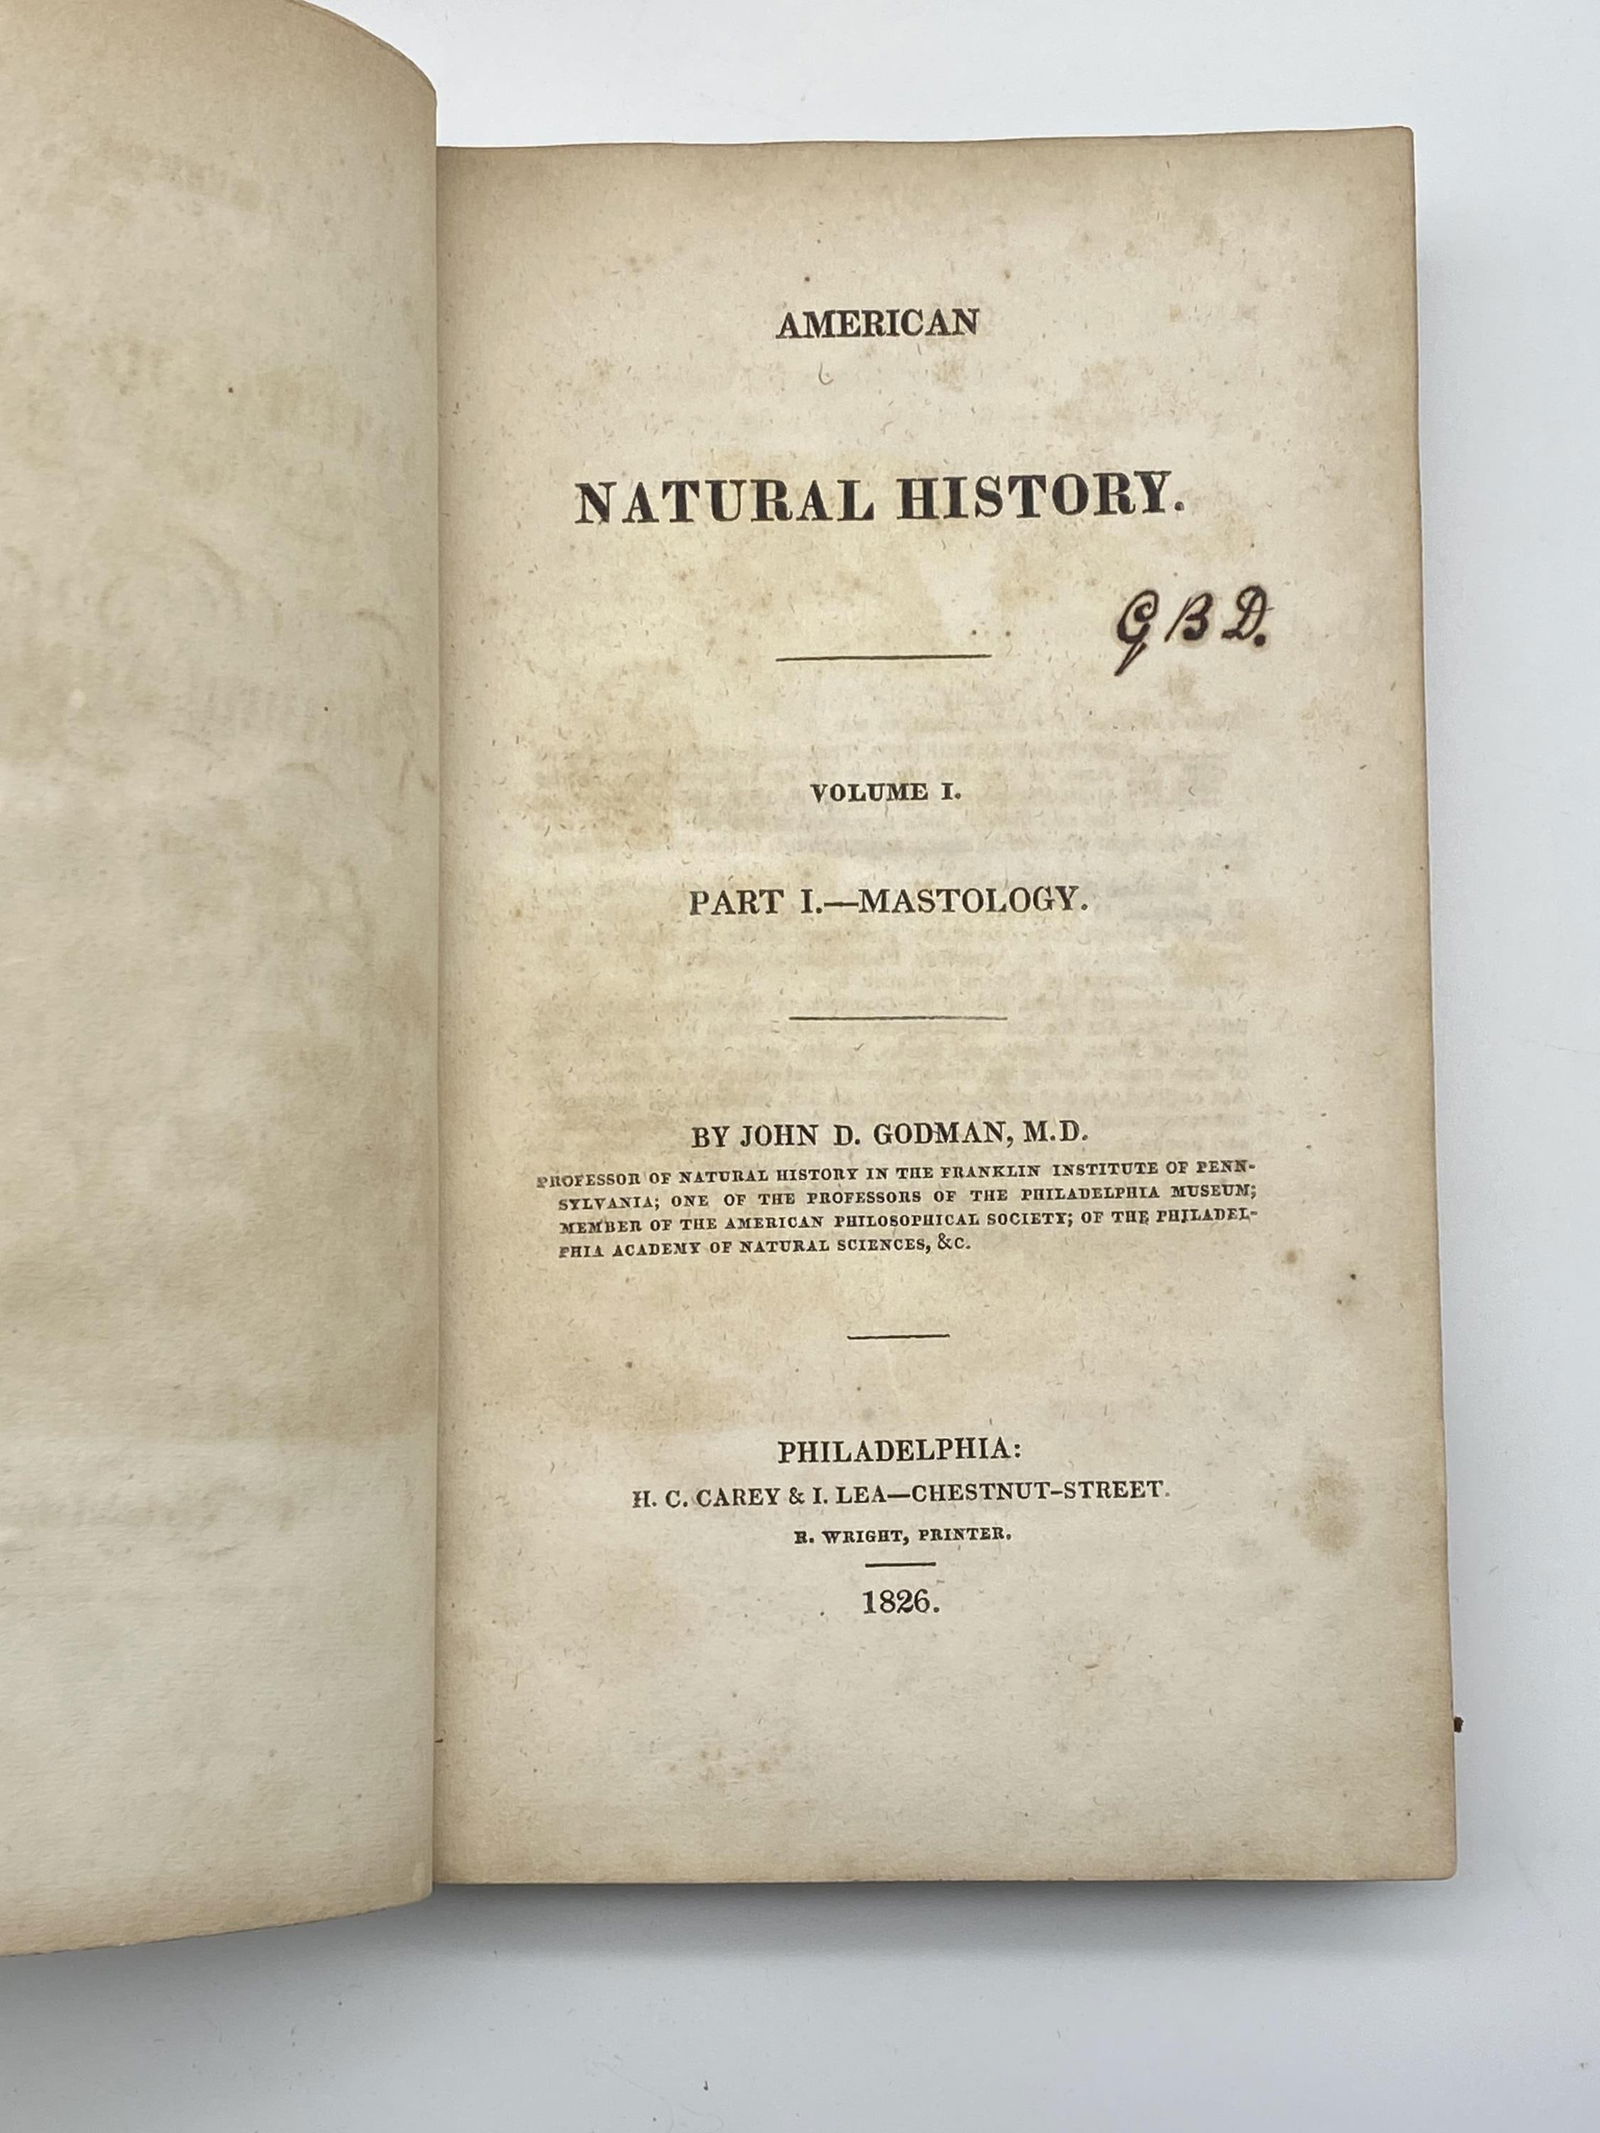 AMERICAN
NATURAL HISTORY.
G B D.
VOLUME I.
PART I.—MASTOLOGY.
BY JOHN D. GODMAN, M.D.
PROFESSOR OF NATURAL HISTORY IN THE FRANKLIN INSTITUTE OF PENN-
SYLVANIA; ONE OF THE PROFESSORS OF THE PHILADELPHIA MUSEUM;
MEMBER OF THE AMERICAN PHILOSOPHICAL SOCIETY; OF THE PHILADEL-
PHIA ACADEMY OF NATURAL SCIENCES, &C.
PHILADELPHIA:
H. C. CAREY & I. LEA—CHESTNUT-STREET.
R. WRIGHT, PRINTER.
1826.